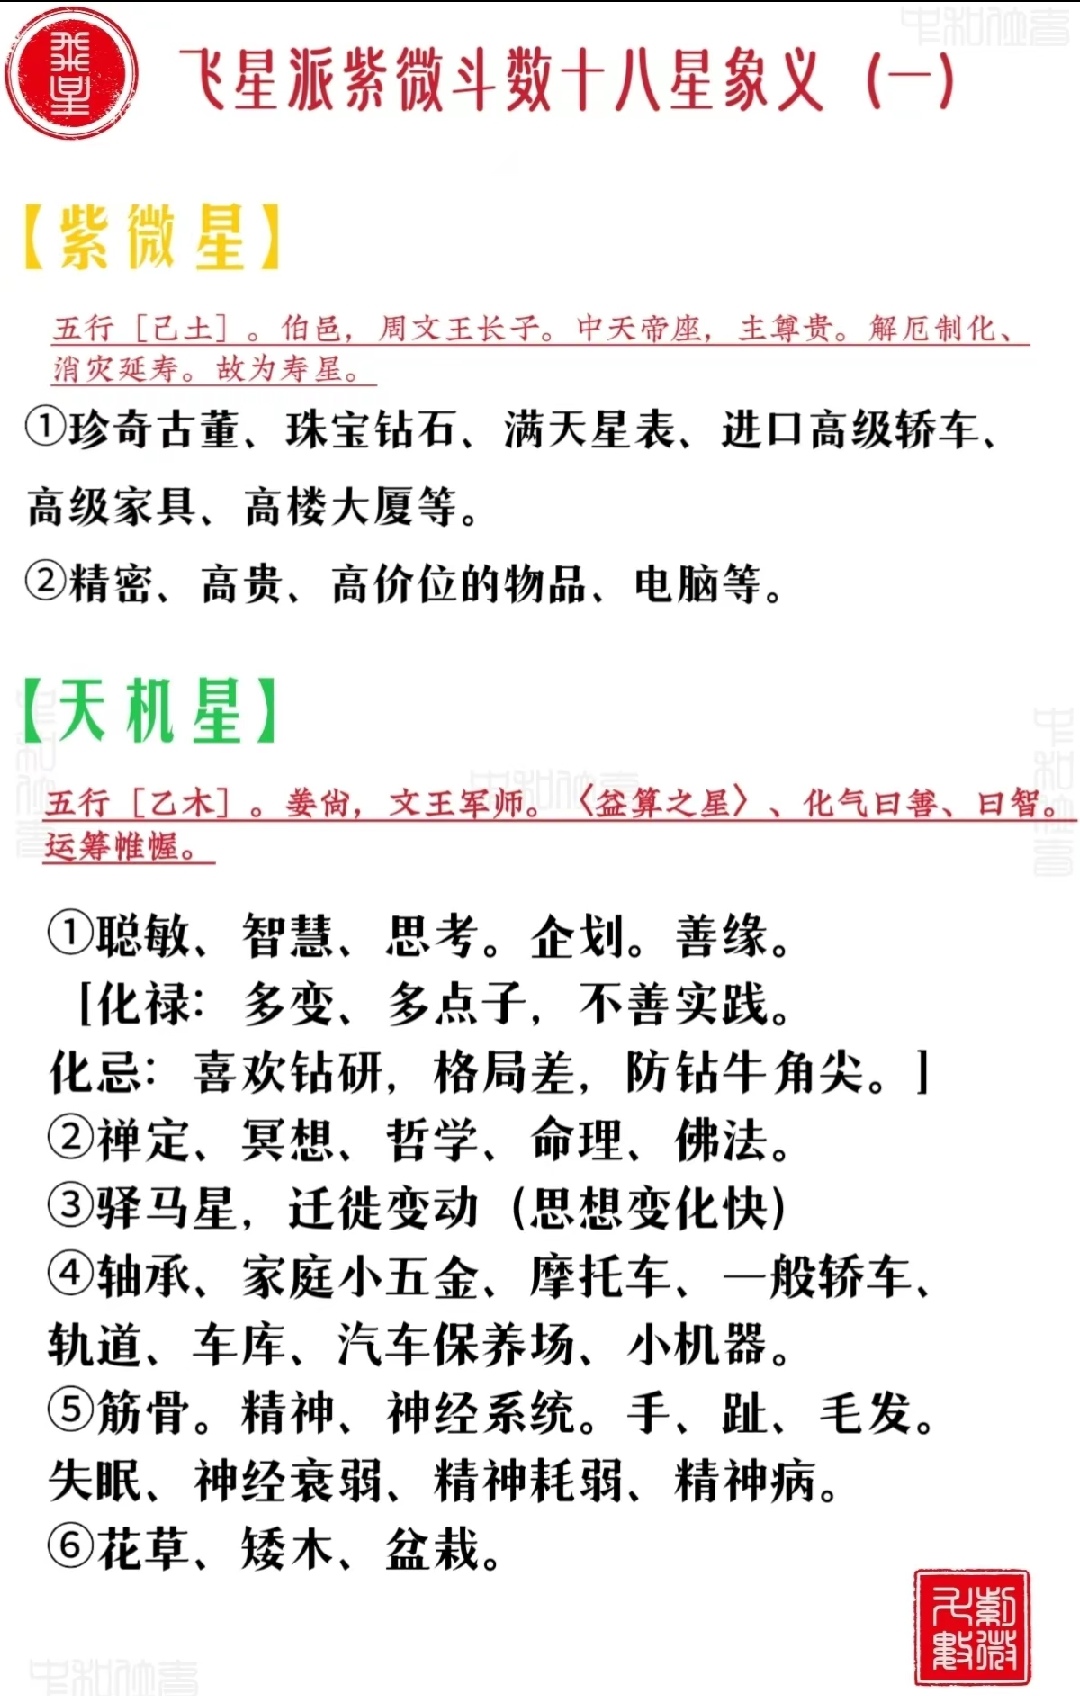 飞星
飞星派紫微斗数十八星象义（一）
【紫微星】
五行［己土］。伯邑，周文王长子。中天帝座，主尊贵。解厄制化、
消灾延寿。故为寿星。
①珍奇古董、珠宝钻石、满天星表、进口高级轿车、
高级家具、高楼大厦等。
②精密、高贵、高价位的物品、电脑等。
【天机星】
五行［乙木］。姜尚，文王军师。〈益算之星〉、化气曰善、曰智。
运筹帷幄。
①聪敏、智慧、思考。企划。善缘。
［化禄：多变、多点子，不善实践。
化忌：喜欢钻研，格局差，防钻牛角尖。］
②禅定、冥想、哲学、命理、佛法。
③驿马星，迁徙变动（思想变化快）
④轴承、家庭小五金、摩托车、一般轿车、
轨道、车库、汽车保养场、小机器。
⑤筋骨。精神、神经系统。手、趾、毛发。
失眠、神经衰弱、精神耗弱、精神病。
⑥花草、矮木、盆栽。